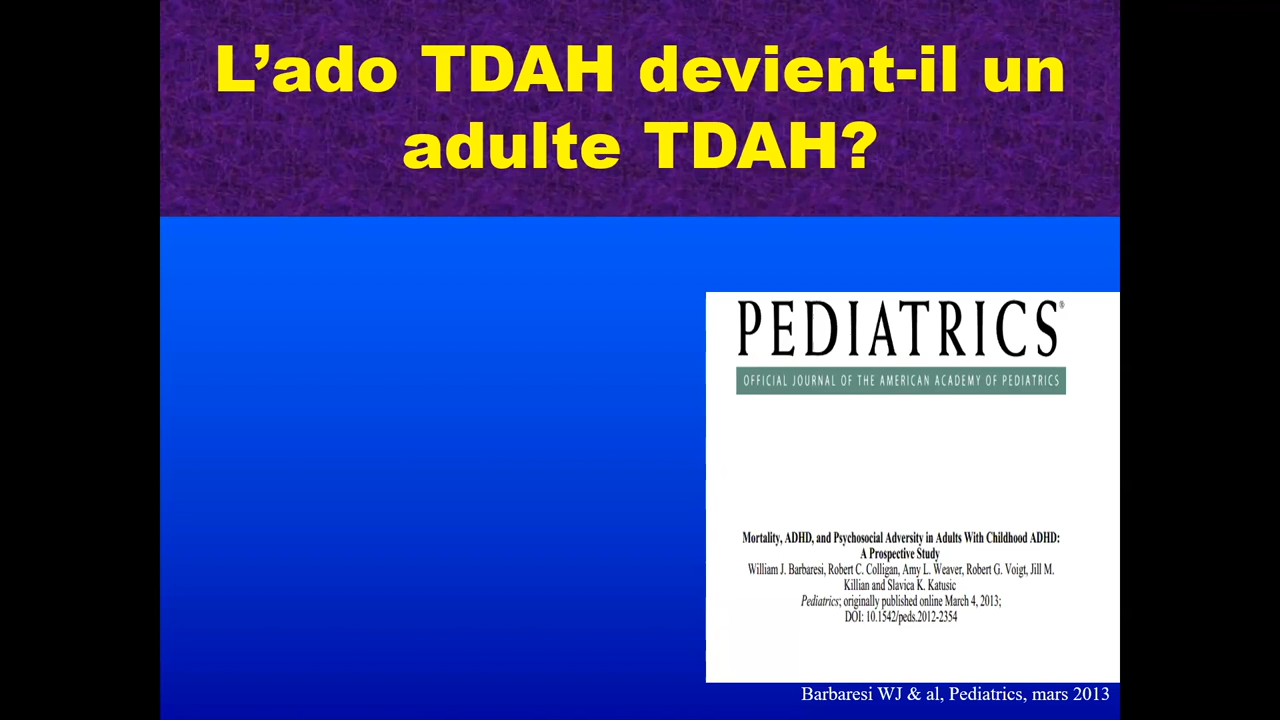 L’ado TDAH devient-il un
adulte TDAH?
PEDIATRICS®
OFFICIAL JOURNAL OF THE AMERICAN ACADEMY OF PEDIATRICS
Mortality, ADHD, and Psychosocial Adversity in Adults With Childhood ADHD:
A Prospective Study
William J. Barbaresi, Robert C. Colligan, Amy L. Weaver, Robert G. Voigt, Jill M.
Killian and Slavica K. Katusic
Pediatrics; originally published online March 4, 2013;
DOI: 10.1542/peds.2012-2354
Barbaresi WJ & al, Pediatrics, mars 2013